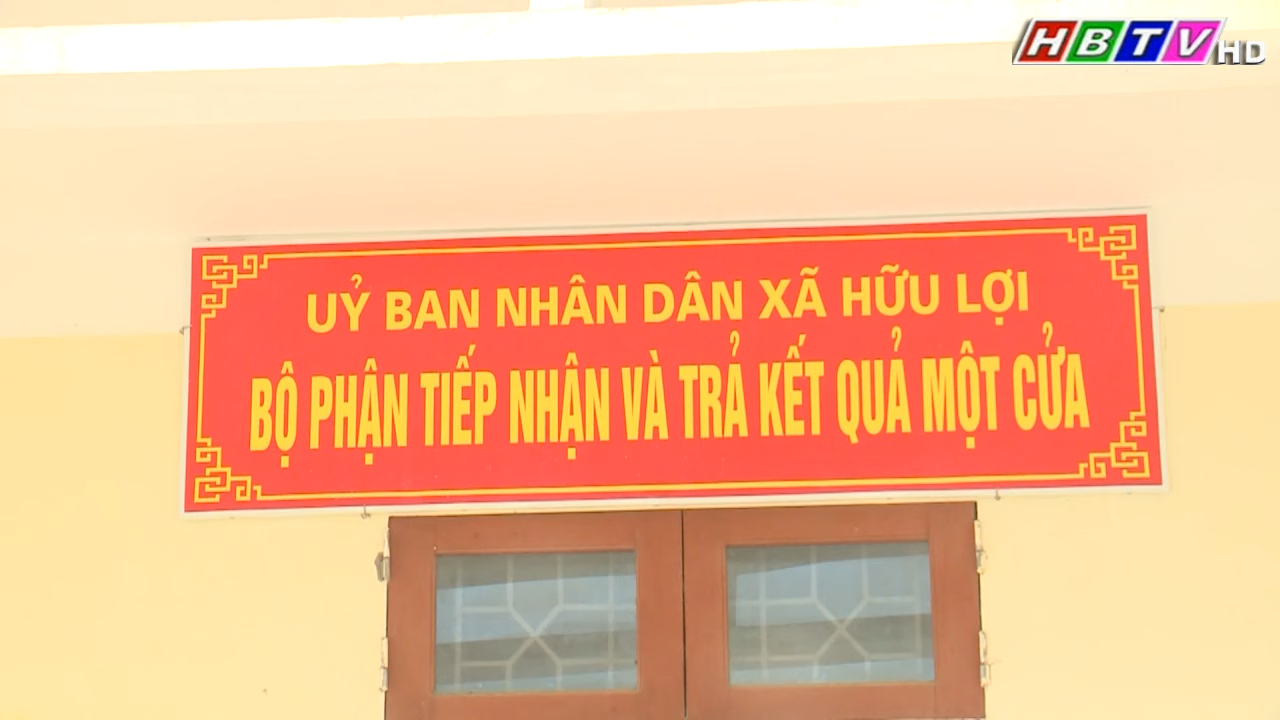 HBTV HD
UỶ BAN NHÂN DÂN XÃ HỮU LỢI
BỘ PHẬN TIẾP NHẬN VÀ TRẢ KẾT QUẢ MỘT CỬA